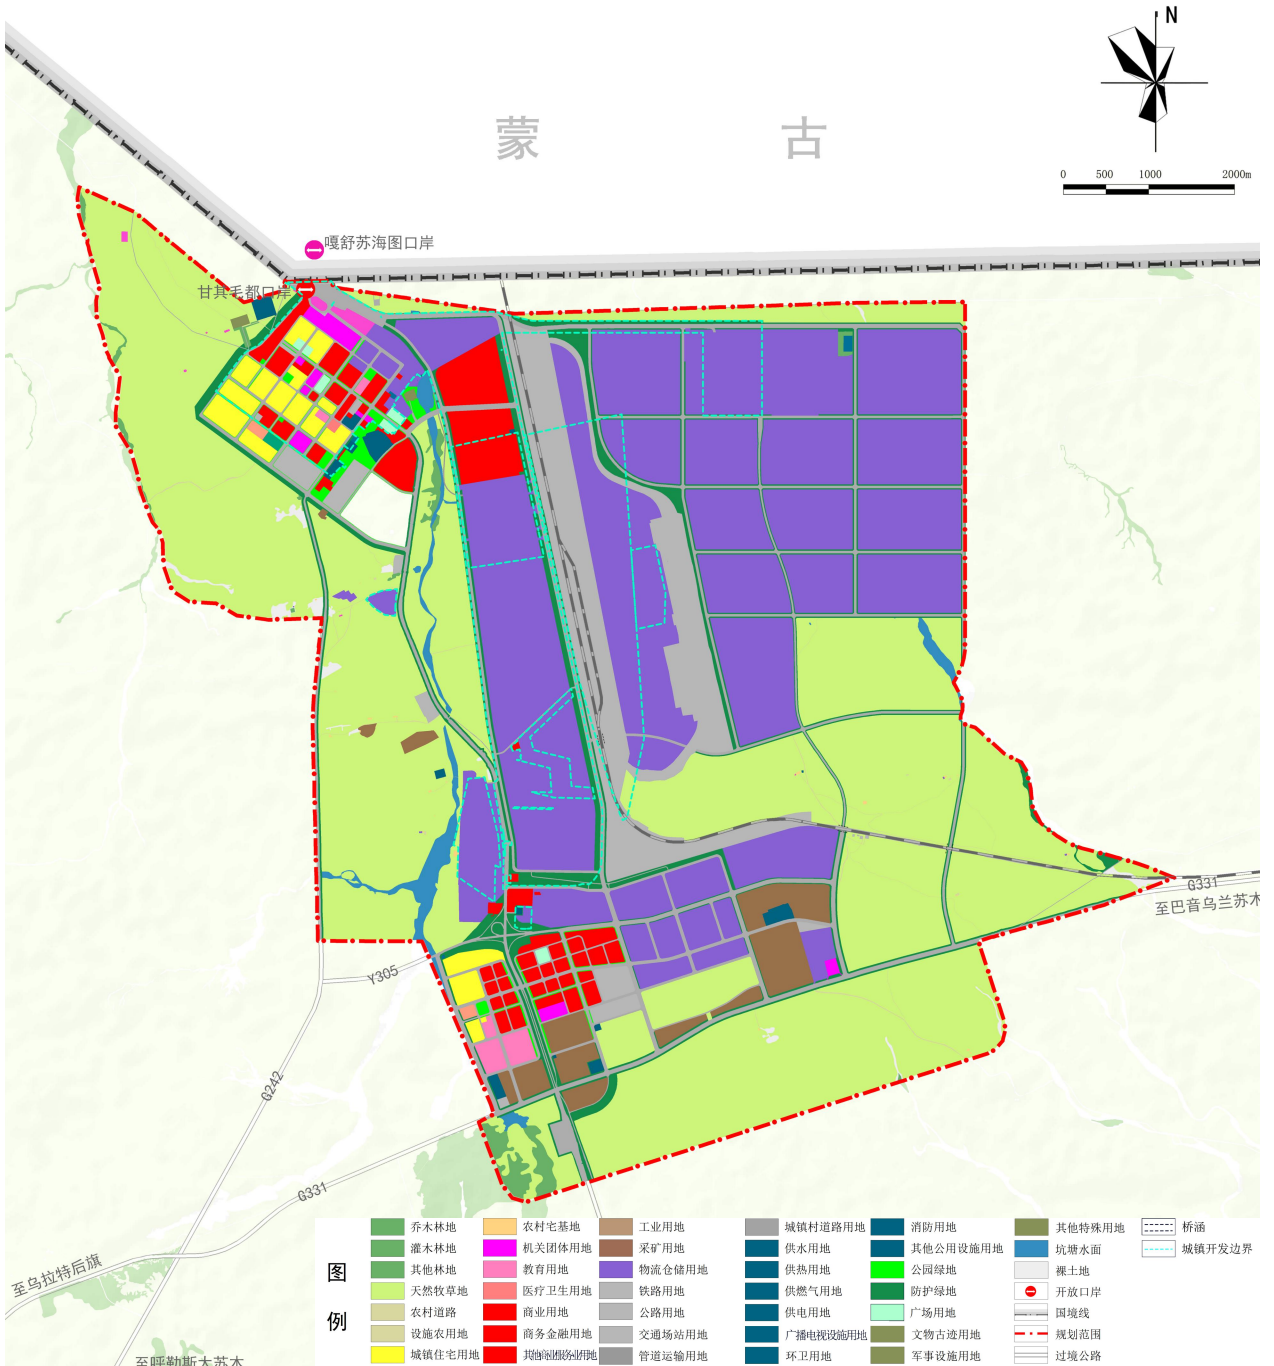 N
蒙 古
0 500 1000 2000m
嘎舒苏海图口岸
甘其毛都口岸
G331
至巴音乌兰苏木
Y305
G242
G331
至乌拉特后旗
至呼勒斯太苏木
图例
乔木林地
灌木林地
其他林地
天然牧草地
农村道路
设施农用地
城镇住宅用地
农村宅基地
机关团体用地
教育用地
医疗卫生用地
商业用地
商务金融用地
其他商业服务业用地
工业用地
采矿用地
物流仓储用地
铁路用地
公路用地
交通场站用地
管道运输用地
城镇村道路用地
供水用地
供热用地
供燃气用地
供电用地
广播电视设施用地
环卫用地
消防用地
其他公用设施用地
公园绿地
防护绿地
广场用地
文物古迹用地
军事设施用地
其他特殊用地
坑塘水面
裸土地
开放口岸
国境线
规划范围
过境公路
桥涵
城镇开发边界